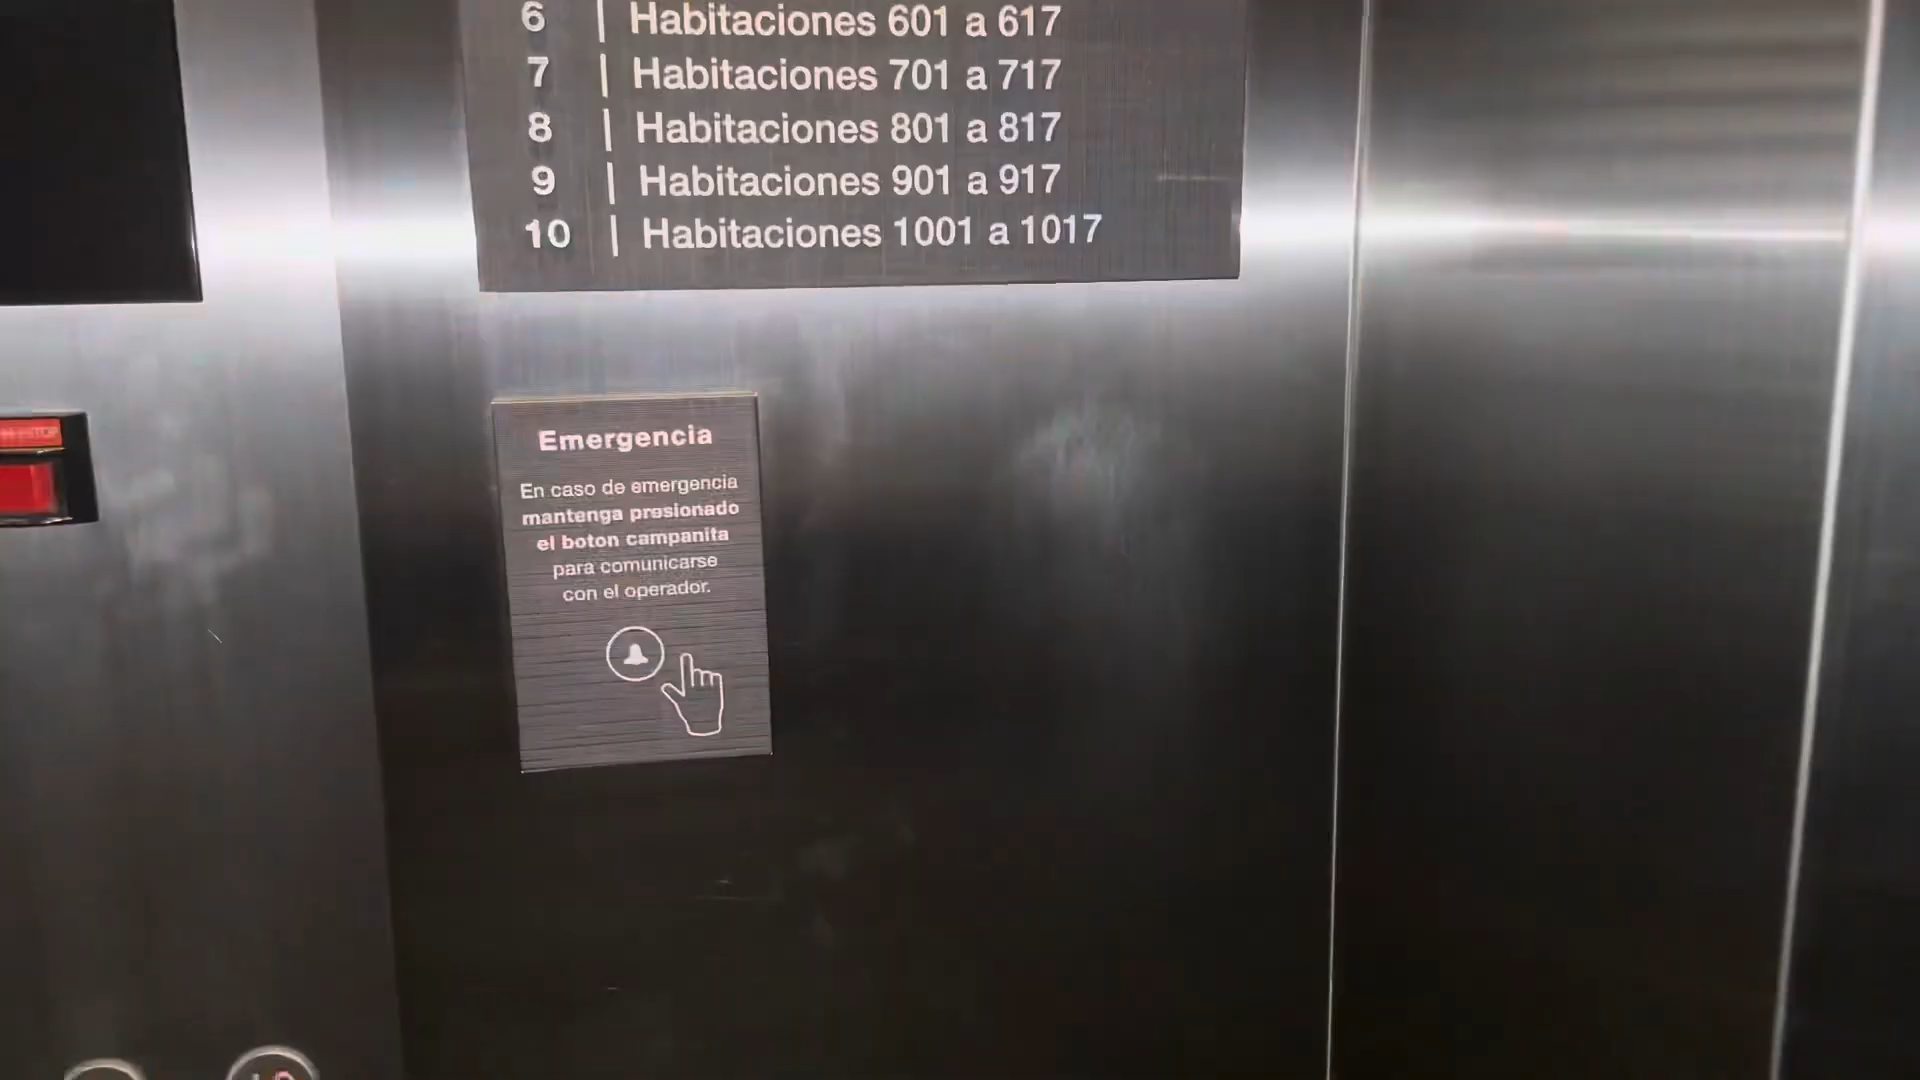 6 | Habitaciones 601 a 617
7 | Habitaciones 701 a 717
8 | Habitaciones 801 a 817
9 | Habitaciones 901 a 917
10 | Habitaciones 1001 a 1017
Emergencia
En caso de emergencia
mantenga presionado
el boton campanita
para comunicarse
con el operador.